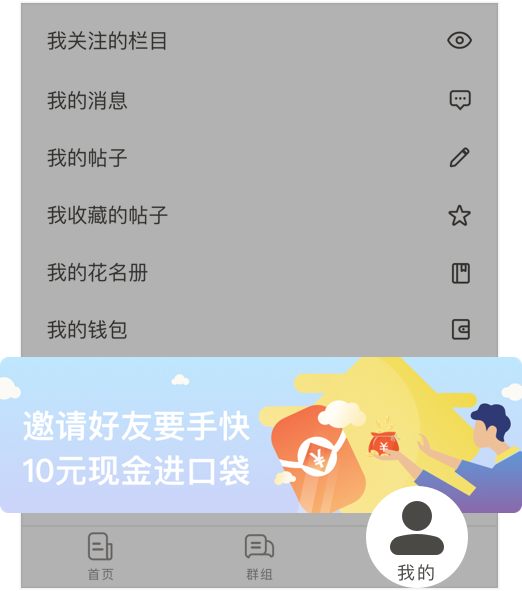 我关注的栏目
我的消息
我的帖子
我收藏的帖子
我的花名册
我的钱包
邀请好友要手快
10元现金进口袋
首页
群组
我的